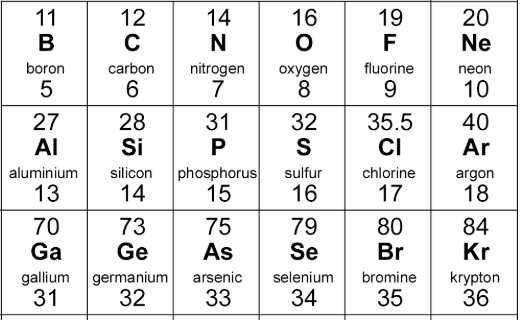 11 12 14 16 19 20
B C N O F Ne
boron carbon nitrogen oxygen fluorine neon
5 6 7 8 9 10
27 28 31 32 35.5 40
Al Si P S Cl Ar
aluminium silicon phosphorus sulfur chlorine argon
13 14 15 16 17 18
70 73 75 79 80 84
Ga Ge As Se Br Kr
gallium germanium arsenic selenium bromine krypton
31 32 33 34 35 36